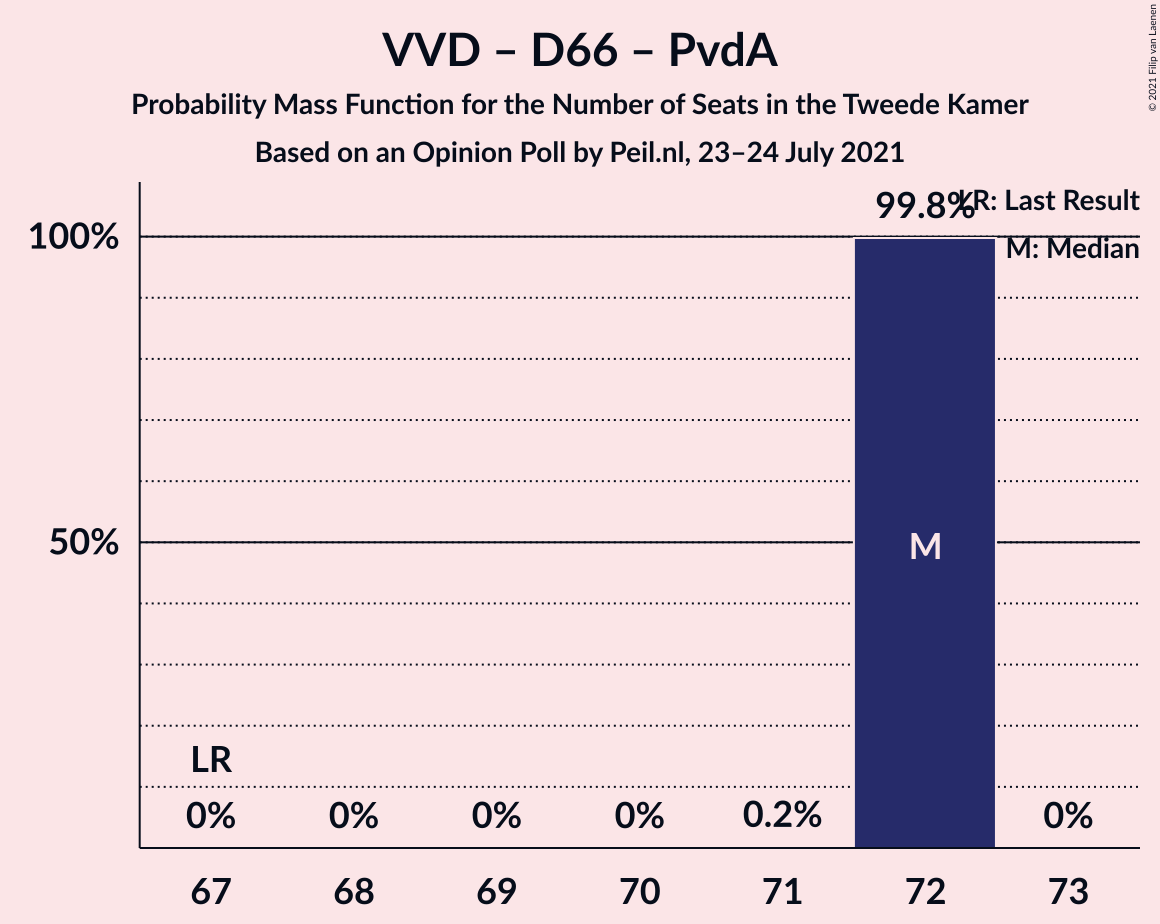 VVD – D66 – PvdA
Probability Mass Function for the Number of Seats in the Tweede Kamer
Based on an Opinion Poll by Peil.nl, 23–24 July 2021
© 2021 Filip van Laenen
99.8%
LR: Last Result
M: Median
100%
50%
M
LR
0% 0% 0% 0% 0.2% 0%
67 68 69 70 71 72 73